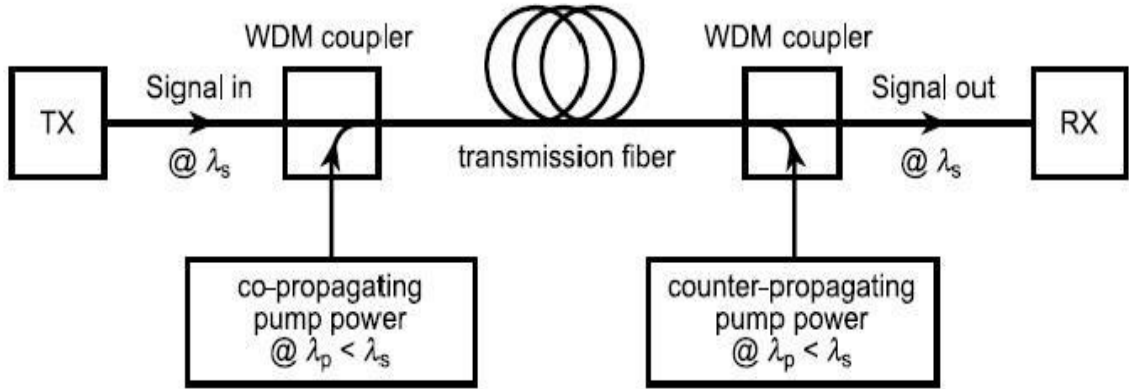 WDM coupler
WDM coupler
TX
Signal in
@ λs
transmission fiber
Signal out
@ λs
RX
co-propagating
pump power
@ λp < λs
counter-propagating
pump power
@ λp < λs